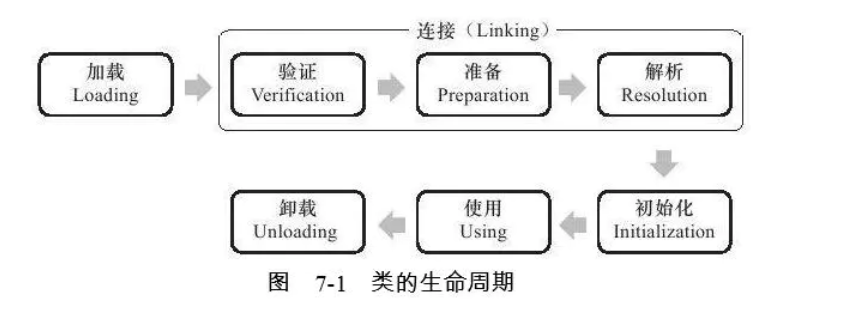 连接（Linking）
加载
Loading
验证
Verification
准备
Preparation
解析
Resolution
卸载
Unloading
使用
Using
初始化
Initialization
图 7-1 类的生命周期